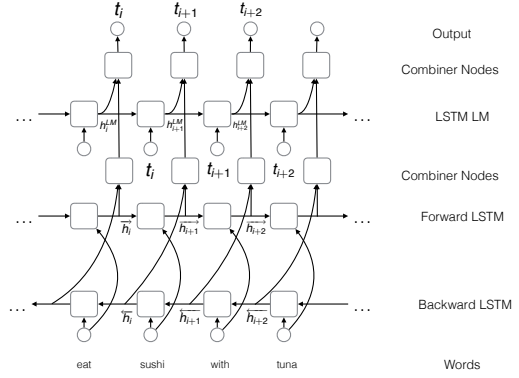 t_i t_{i+1} t_{i+2}
Output
Combiner Nodes
... h_i^{LM} h_{i+1}^{LM} h_{i+2}^{LM} ... LSTM LM
t_i t_{i+1} t_{i+2}
Combiner Nodes
... →h_i →h_{i+1} →h_{i+2} ... Forward LSTM
... ←h_i ←h_{i+1} ←h_{i+2} ... Backward LSTM
eat sushi with tuna Words